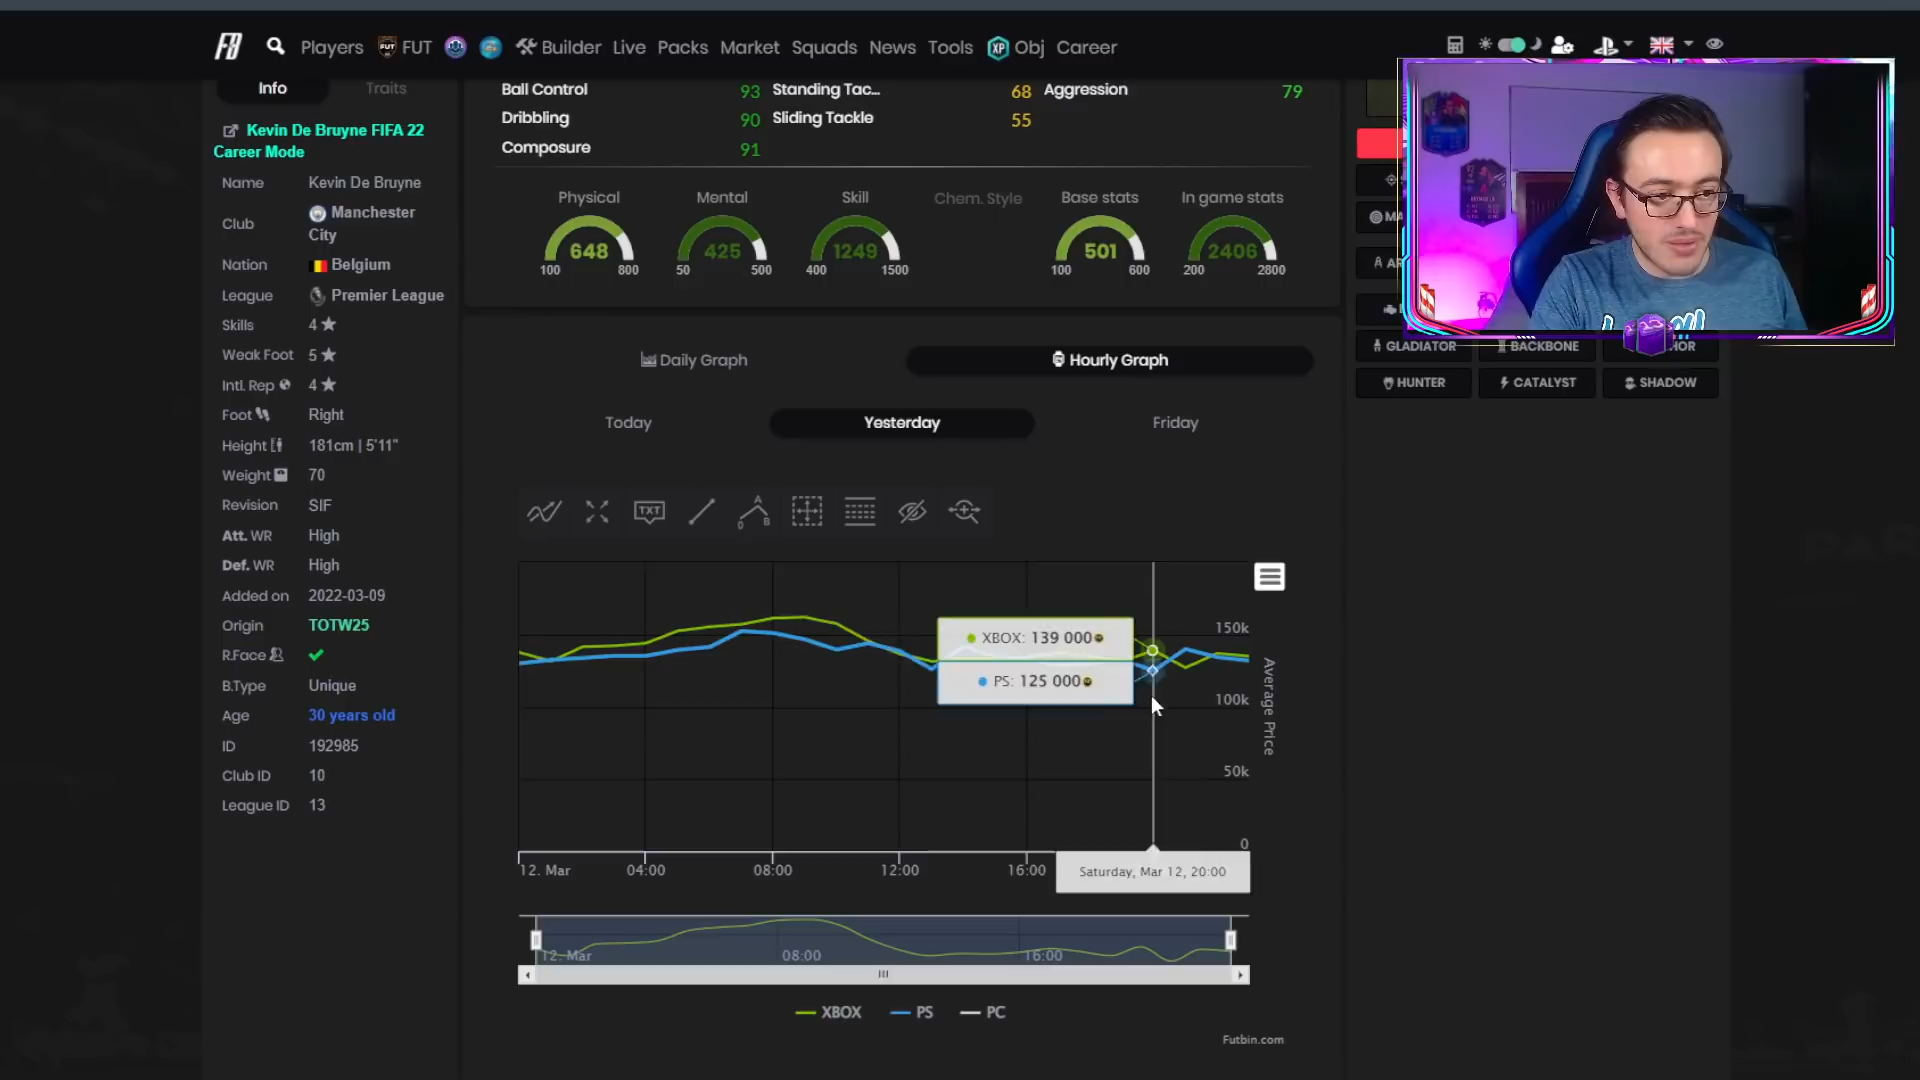 Players FUT Builder Live Packs Market Squads News Tools XP Obj Career
Info Traits
Kevin De Bruyne FIFA 22
Career Mode
Name Kevin De Bruyne
Club Manchester
City
Nation Belgium
League Premier League
Skills 4
Weak Foot 5
Intl. Rep 4
Foot Right
Height 181cm | 5'11"
Weight 70
Revision SIF
Att. WR High
Def. WR High
Added on 2022-03-09
Origin TOTW25
R.Face
B.Type Unique
Age 30 years old
ID 192985
Club ID 10
League ID 13
Ball Control 93 Standing Tac... 68 Aggression 79
Dribbling 90 Sliding Tackle 55
Composure 91
Physical Mental Skill Chem. Style Base stats In game stats
648 425 1249 501 2406
100 800 50 500 400 1500 100 600 200 2800
Daily Graph Hourly Graph
Today Yesterday Friday
TXT A 0 B
XBOX: 139 000
PS: 125 000
150k
100k
50k
0
Average Price
12. Mar 04:00 08:00 12:00 16:00
Saturday, Mar 12, 20:00
12. Mar 08:00 16:00
XBOX PS PC
Futbin.com
GLADIATOR BACKBONE
HUNTER CATALYST SHADOW